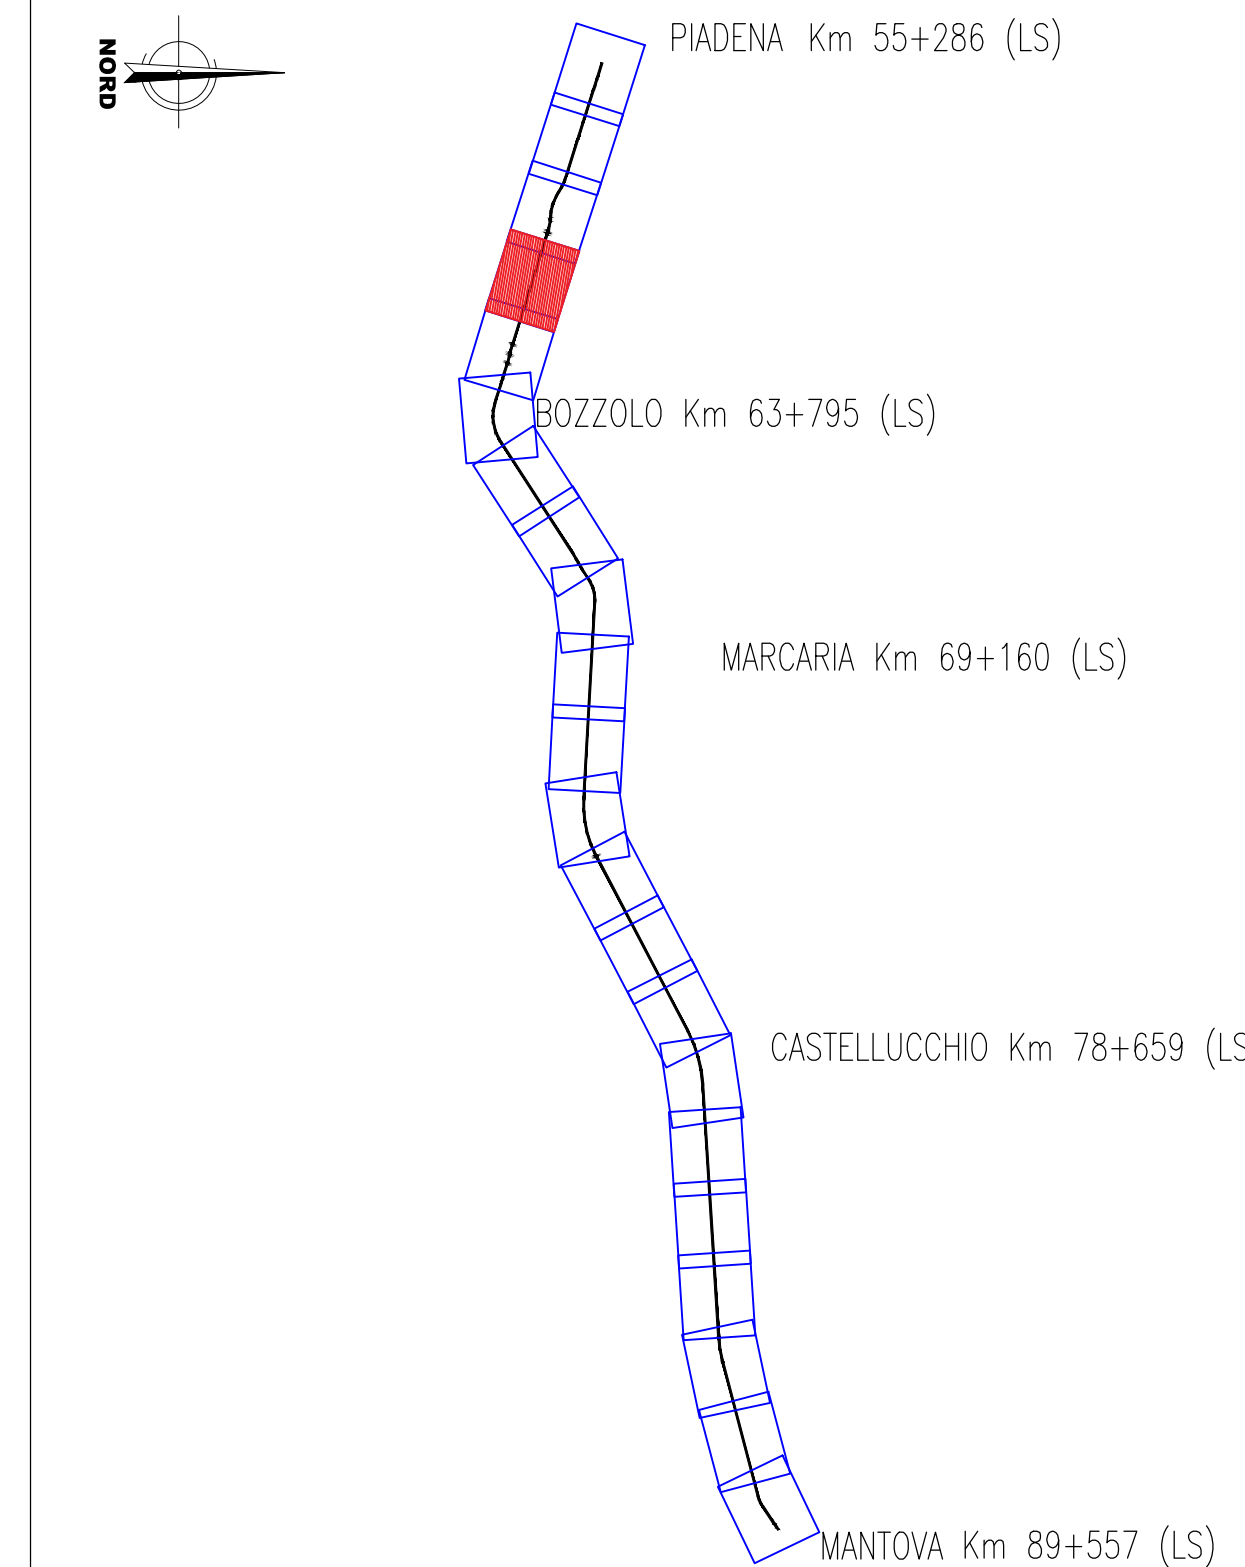 NORD
PIADENA Km 55+286 (LS)
BOZZOLO Km 63+795 (LS)
MARCARIA Km 69+160 (LS)
CASTELLUCCHIO Km 78+659 (LS
MANTOVA Km 89+557 (LS)